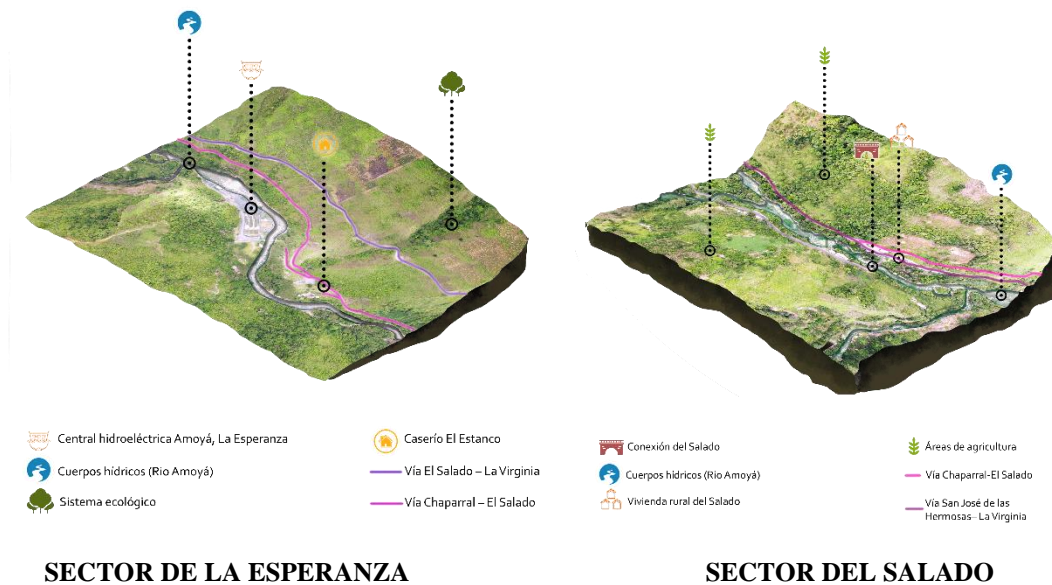 Central hidroeléctrica Amoyá, La Esperanza
Cuerpos hídricos (Rio Amoyá)
Sistema ecológico
Caserío El Estanco
Vía El Salado – La Virginia
Vía Chaparral – El Salado
Conexión del Salado
Cuerpos hídricos (Rio Amoyá)
Vivienda rural del Salado
Áreas de agricultura
Vía Chaparral-El Salado
Vía San José de las
Hermosas– La Virginia
SECTOR DE LA ESPERANZA
SECTOR DEL SALADO